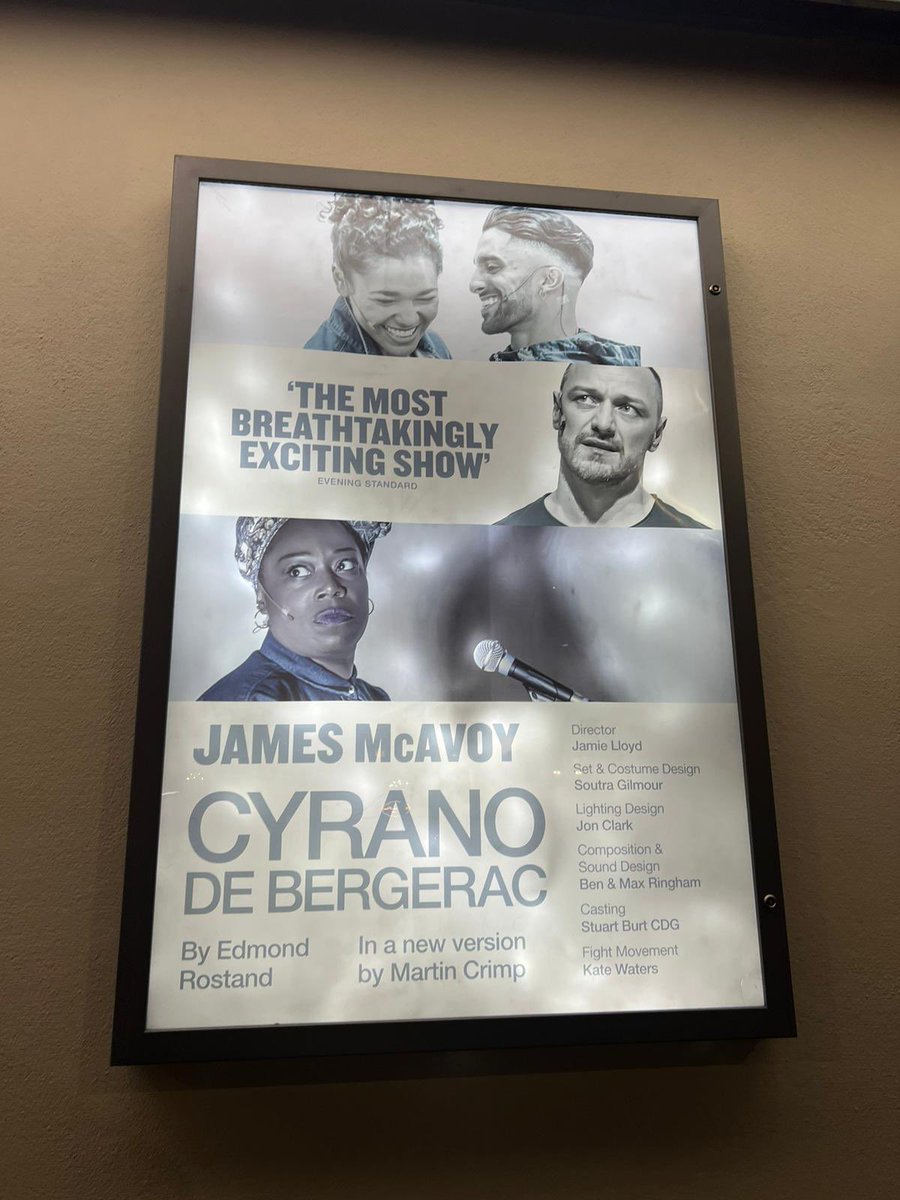 ‘THE MOST
BREATHTAKINGLY
EXCITING SHOW’
EVENING STANDARD
JAMES McAVOY
CYRANO
DE BERGERAC
By Edmond
Rostand
In a new version
by Martin Crimp
Director
Jamie Lloyd
Set & Costume Design
Soutra Gilmour
Lighting Design
Jon Clark
Composition &
Sound Design
Ben & Max Ringham
Casting
Stuart Burt CDG
Fight Movement
Kate Waters